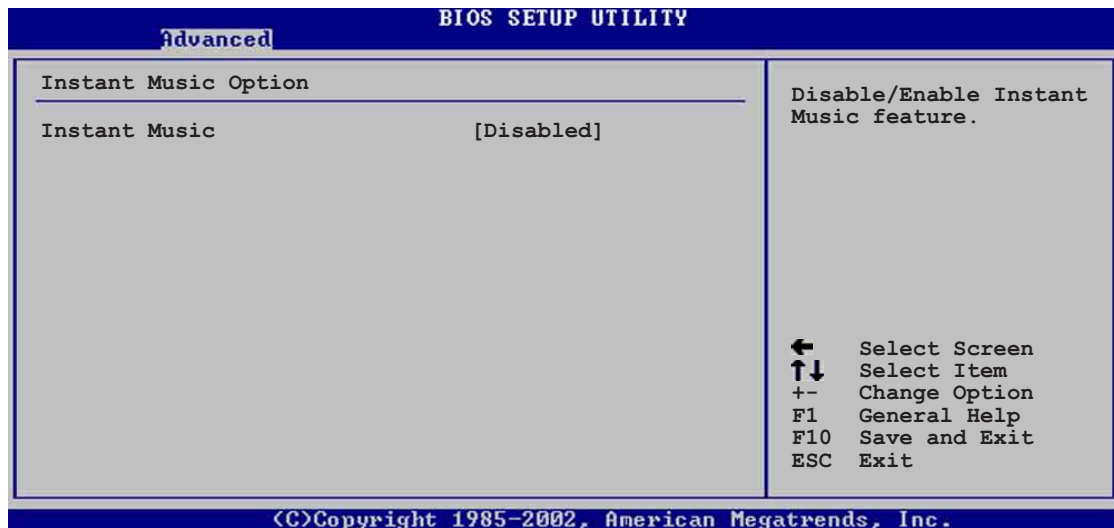 BIOS SETUP UTILITY
Advanced
Instant Music Option
Instant Music [Disabled]
Disable/Enable Instant
Music feature.
← Select Screen
↑↓ Select Item
+- Change Option
F1 General Help
F10 Save and Exit
ESC Exit
(C)Copyright 1985-2002, American Megatrends, Inc.